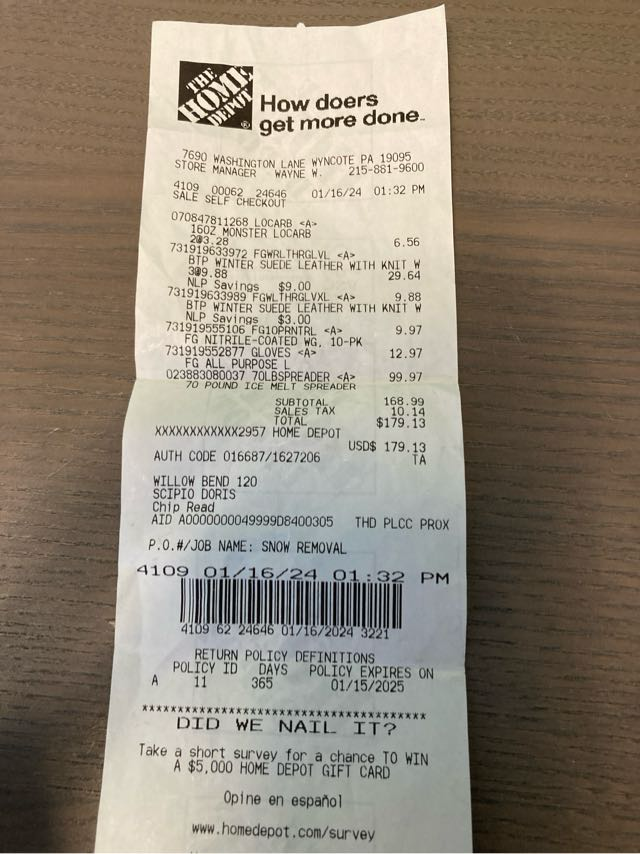 THE
HOME
DEPOT
How doers
get more done™
7690 WASHINGTON LANE WYNCOTE PA 19095
STORE MANAGER WAYNE W. 215-881-9600
4109 00062 24646 01/16/24 01:32 PM
SALE SELF CHECKOUT
070847811268 LOCARB <A>
16OZ MONSTER LOCARB
2@3.28 6.56
731919633972 FGWRLTHRGLVL <A>
BTP WINTER SUEDE LEATHER WITH KNIT W
3@9.88 29.64
NLP Savings $9.00
731919633989 FGWLTHRGLVXL <A> 9.88
BTP WINTER SUEDE LEATHER WITH KNIT W
NLP Savings $3.00
731919555106 FG10PRNTRL <A> 9.97
FG NITRILE-COATED WG, 10-PK
731919552877 GLOVES <A> 12.97
FG ALL PURPOSE L
023883080037 70LBSPREADER <A> 99.97
70 POUND ICE MELT SPREADER
SUBTOTAL 168.99
SALES TAX 10.14
TOTAL $179.13
XXXXXXXXXXXX2957 HOME DEPOT
USD$ 179.13
AUTH CODE 016687/1627206 TA
WILLOW BEND 120
SCIPIO DORIS
Chip Read
AID A0000000049999D8400305 THD PLCC PROX
P.O.#/JOB NAME: SNOW REMOVAL
4109 01/16/24 01:32 PM
4109 62 24646 01/16/2024 3221
RETURN POLICY DEFINITIONS
POLICY ID DAYS POLICY EXPIRES ON
A 11 365 01/15/2025
****************************************
DID WE NAIL IT?
Take a short survey for a chance TO WIN
A $5,000 HOME DEPOT GIFT CARD
Opine en español
www.homedepot.com/survey